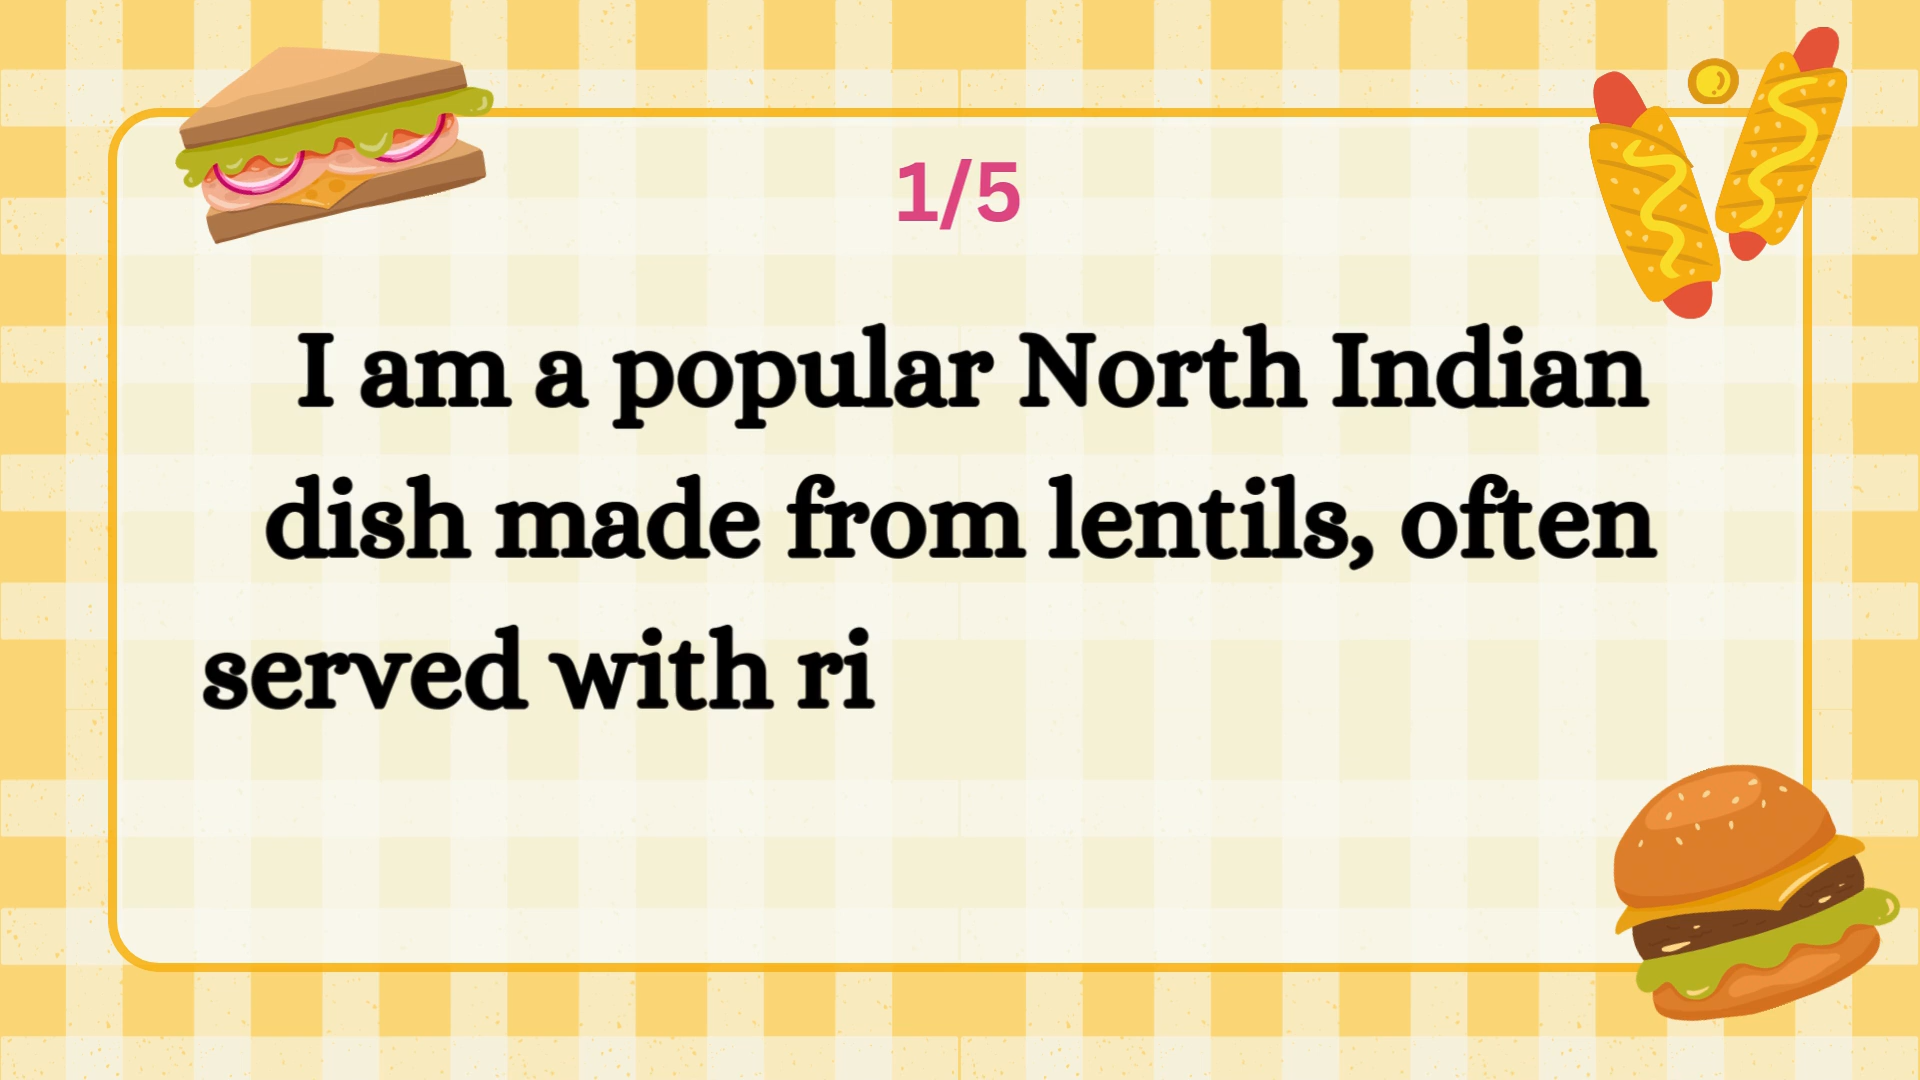 1/5
I am a popular North Indian
dish made from lentils, often
served with ri